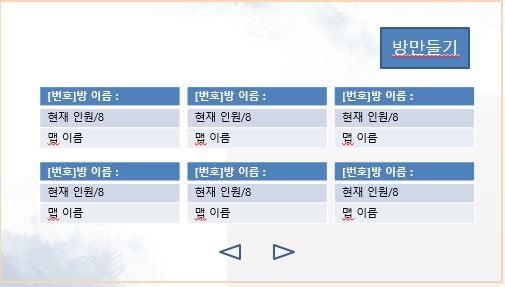 방만들기
[번호]방 이름 : [번호]방 이름 : [번호]방 이름 :
현재 인원/8 현재 인원/8 현재 인원/8
맵 이름 맵 이름 맵 이름
[번호]방 이름 : [번호]방 이름 : [번호]방 이름 :
현재 인원/8 현재 인원/8 현재 인원/8
맵 이름 맵 이름 맵 이름